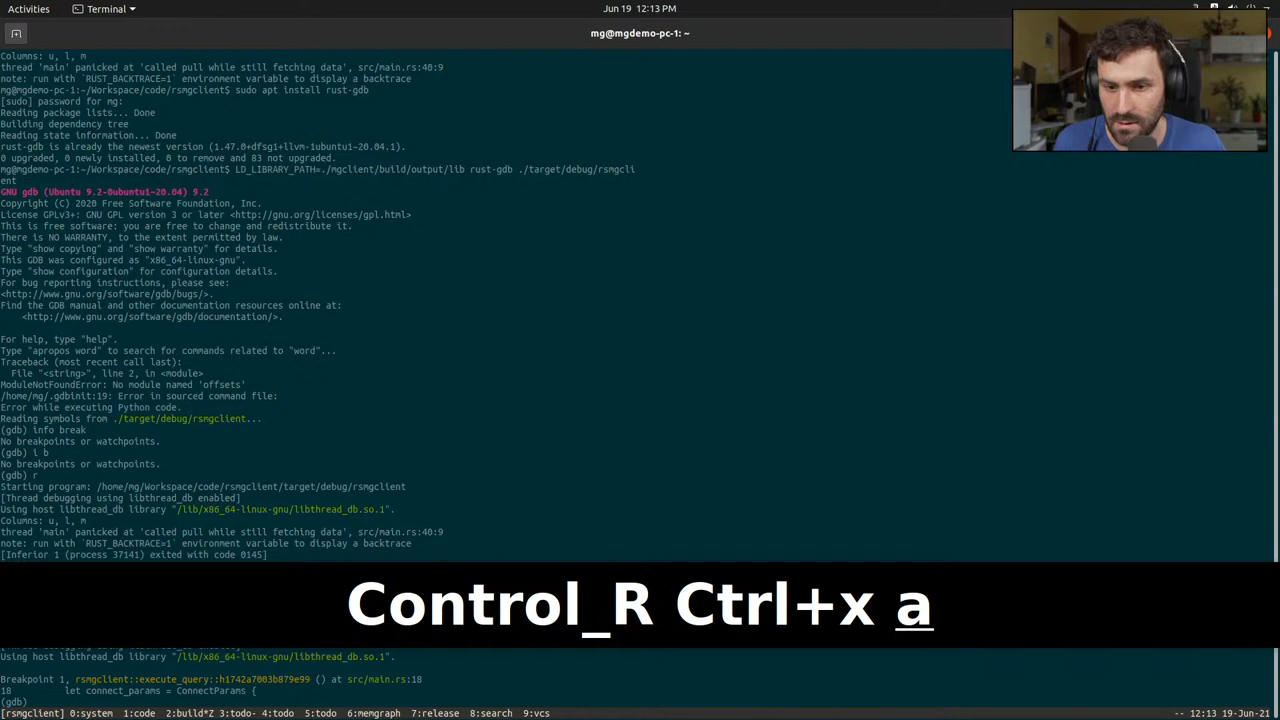 Activities
Terminal
Jun 19 12:13 PM
mg@mgdemo-pc-1: ~
Columns: u, l, m
thread 'main' panicked at 'called pull while still fetching data', src/main.rs:40:9
note: run with `RUST_BACKTRACE=1` environment variable to display a backtrace
mg@mgdemo-pc-1:~/Workspace/code/rsmgclient$ sudo apt install rust-gdb
[sudo] password for mg:
Reading package lists... Done
Building dependency tree
Reading state information... Done
rust-gdb is already the newest version (1.47.0+dfsg1+llvm-1ubuntu1~20.04.1).
0 upgraded, 0 newly installed, 0 to remove and 83 not upgraded.
mg@mgdemo-pc-1:~/Workspace/code/rsmgclient$ LD_LIBRARY_PATH=./mgclient/build/output/lib rust-gdb ./target/debug/rsmgcli
ent
GNU gdb (Ubuntu 9.2-0ubuntu1~20.04) 9.2
Copyright (C) 2020 Free Software Foundation, Inc.
License GPLv3+: GNU GPL version 3 or later <http://gnu.org/licenses/gpl.html>
This is free software: you are free to change and redistribute it.
There is NO WARRANTY, to the extent permitted by law.
Type "show copying" and "show warranty" for details.
This GDB was configured as "x86_64-linux-gnu".
Type "show configuration" for configuration details.
For bug reporting instructions, please see:
<http://www.gnu.org/software/gdb/bugs/>.
Find the GDB manual and other documentation resources online at:
<http://www.gnu.org/software/gdb/documentation/>.
For help, type "help".
Type "apropos word" to search for commands related to "word"...
Traceback (most recent call last):
File "<string>", line 2, in <module>
ModuleNotFoundError: No module named 'offsets'
/home/mg/.gdbinit:19: Error in sourced command file:
Error while executing Python code.
Reading symbols from ./target/debug/rsmgclient...
(gdb) info break
No breakpoints or watchpoints.
(gdb) i b
No breakpoints or watchpoints.
(gdb) r
Starting program: /home/mg/Workspace/code/rsmgclient/target/debug/rsmgclient
[Thread debugging using libthread_db enabled]
Using host libthread_db library "/lib/x86_64-linux-gnu/libthread_db.so.1".
Columns: u, l, m
thread 'main' panicked at 'called pull while still fetching data', src/main.rs:40:9
note: run with `RUST_BACKTRACE=1` environment variable to display a backtrace
[Inferior 1 (process 37141) exited with code 0145]
Control_R Ctrl+x a
Using host libthread_db library "/lib/x86_64-linux-gnu/libthread_db.so.1".
Breakpoint 1, rsmgclient::execute_query::h1742a7003b879e99 () at src/main.rs:18
18 let connect_params = ConnectParams {
(gdb)
[rsmgclient] 0:system 1:code 2:build*Z 3:todo- 4:todo 5:todo 6:memgraph 7:release 8:search 9:vcs -- 12:13 19-Jun-21